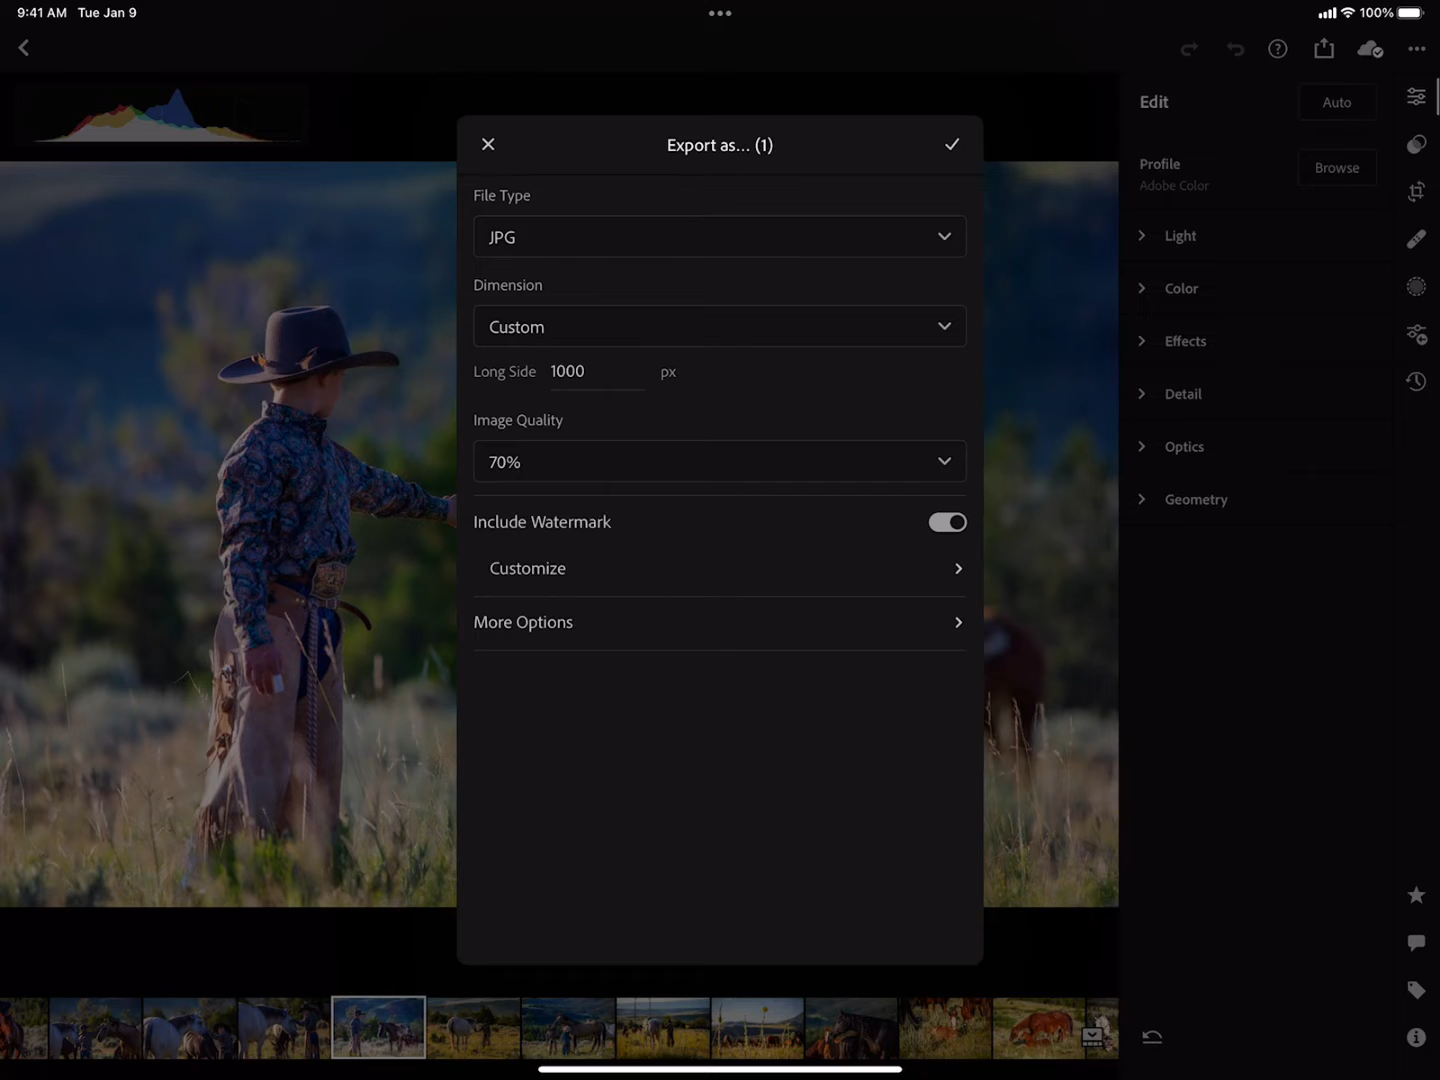 9:41 AM Tue Jan 9
100%
Edit
Auto
Profile
Adobe Color
Browse
Light
Color
Effects
Detail
Optics
Geometry
Export as... (1)
File Type
JPG
Dimension
Custom
Long Side 1000 px
Image Quality
70%
Include Watermark
Customize
More Options